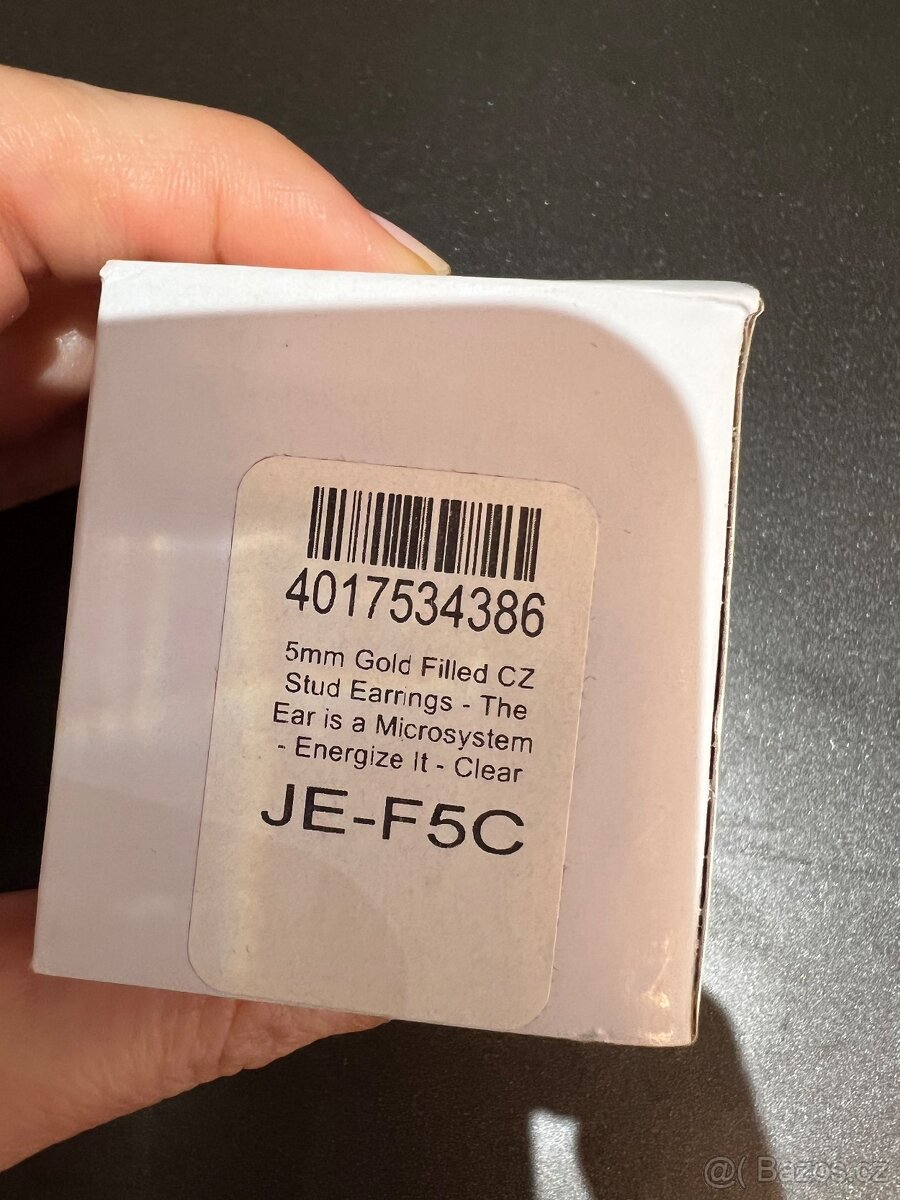 4017534386
5mm Gold Filled CZ
Stud Earrings - The
Ear is a Microsystem
- Energize It - Clear
JE-F5C
@( Bazos.cz